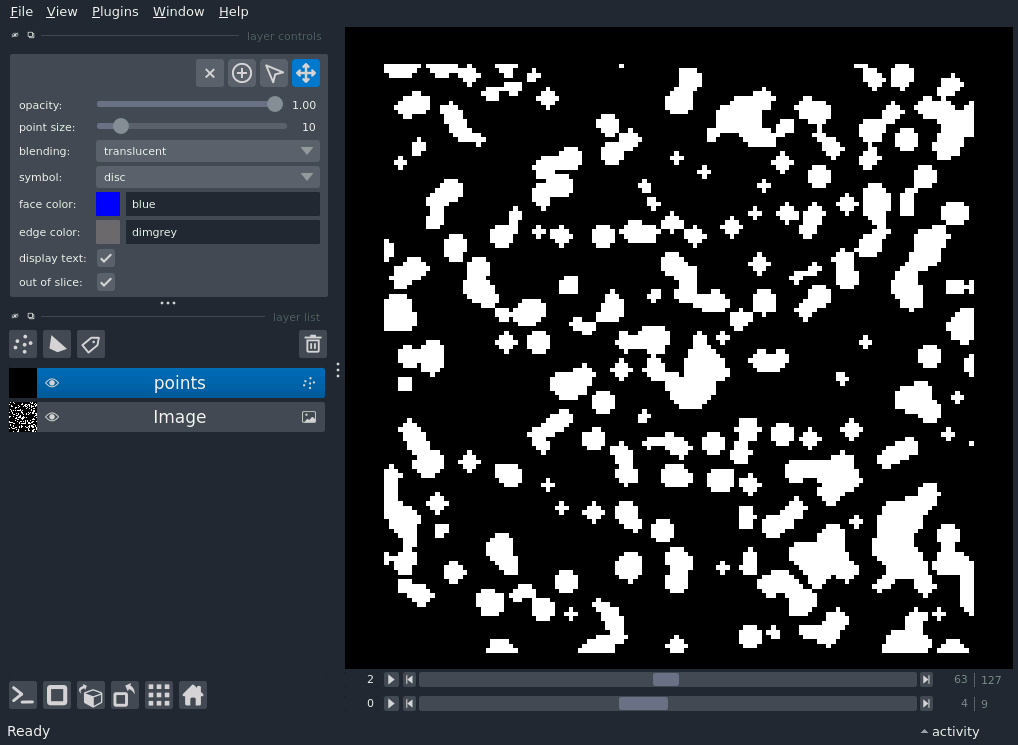 File View Plugins Window Help
layer controls
opacity: 1.00
point size: 10
blending: translucent
symbol: disc
face color: blue
edge color: dimgrey
display text:
out of slice:
layer list
points
Image
2 63 127
0 4 9
Ready activity